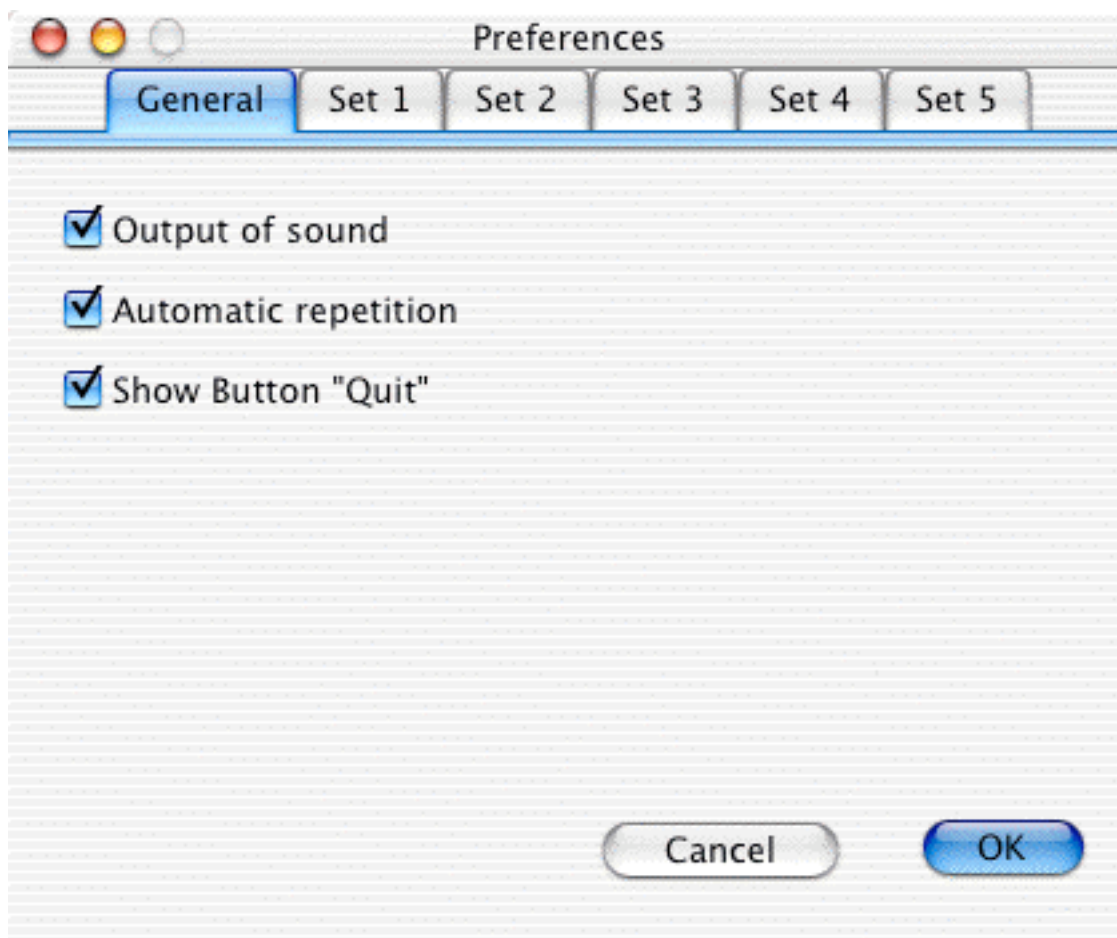 Preferences
General Set 1 Set 2 Set 3 Set 4 Set 5
Output of sound
Automatic repetition
Show Button "Quit"
Cancel OK